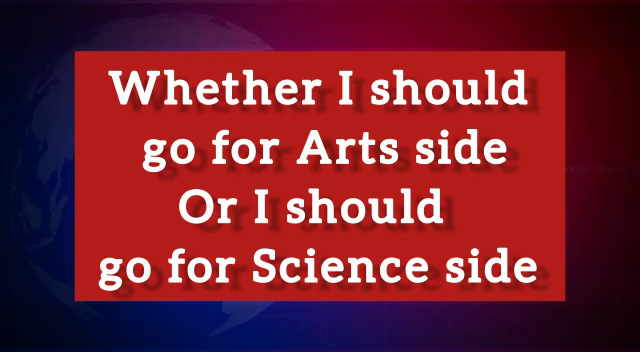 Whether I should
go for Arts side
Or I should
go for Science side